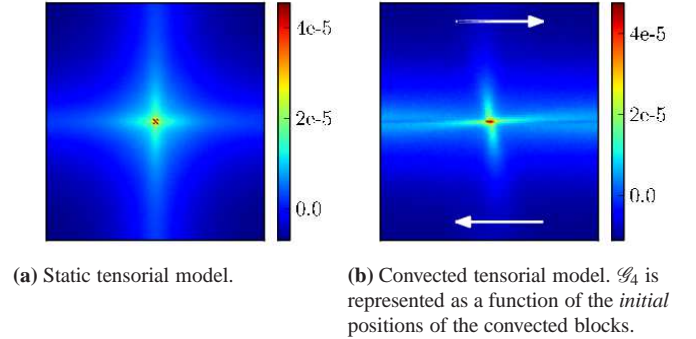 4e-5
2e-5
0.0
4e-5
2e-5
0.0
(a) Static tensorial model.
(b) Convected tensorial model. 𝒢₄ is
represented as a function of the initial
positions of the convected blocks.